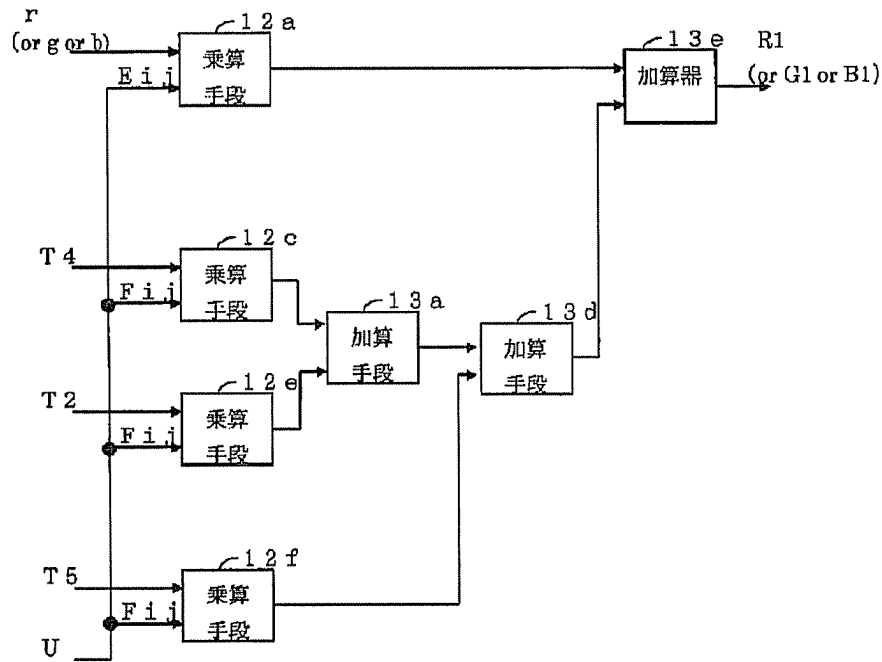 r
(or g or b)
Eij
12a
乗算
手段
13e
加算器
R1
(or G1 or B1)
T4
Fij
12c
乗算
手段
13a
加算
手段
13d
加算
手段
T2
Fij
12e
乗算
手段
T5
Fij
12f
乗算
手段
U